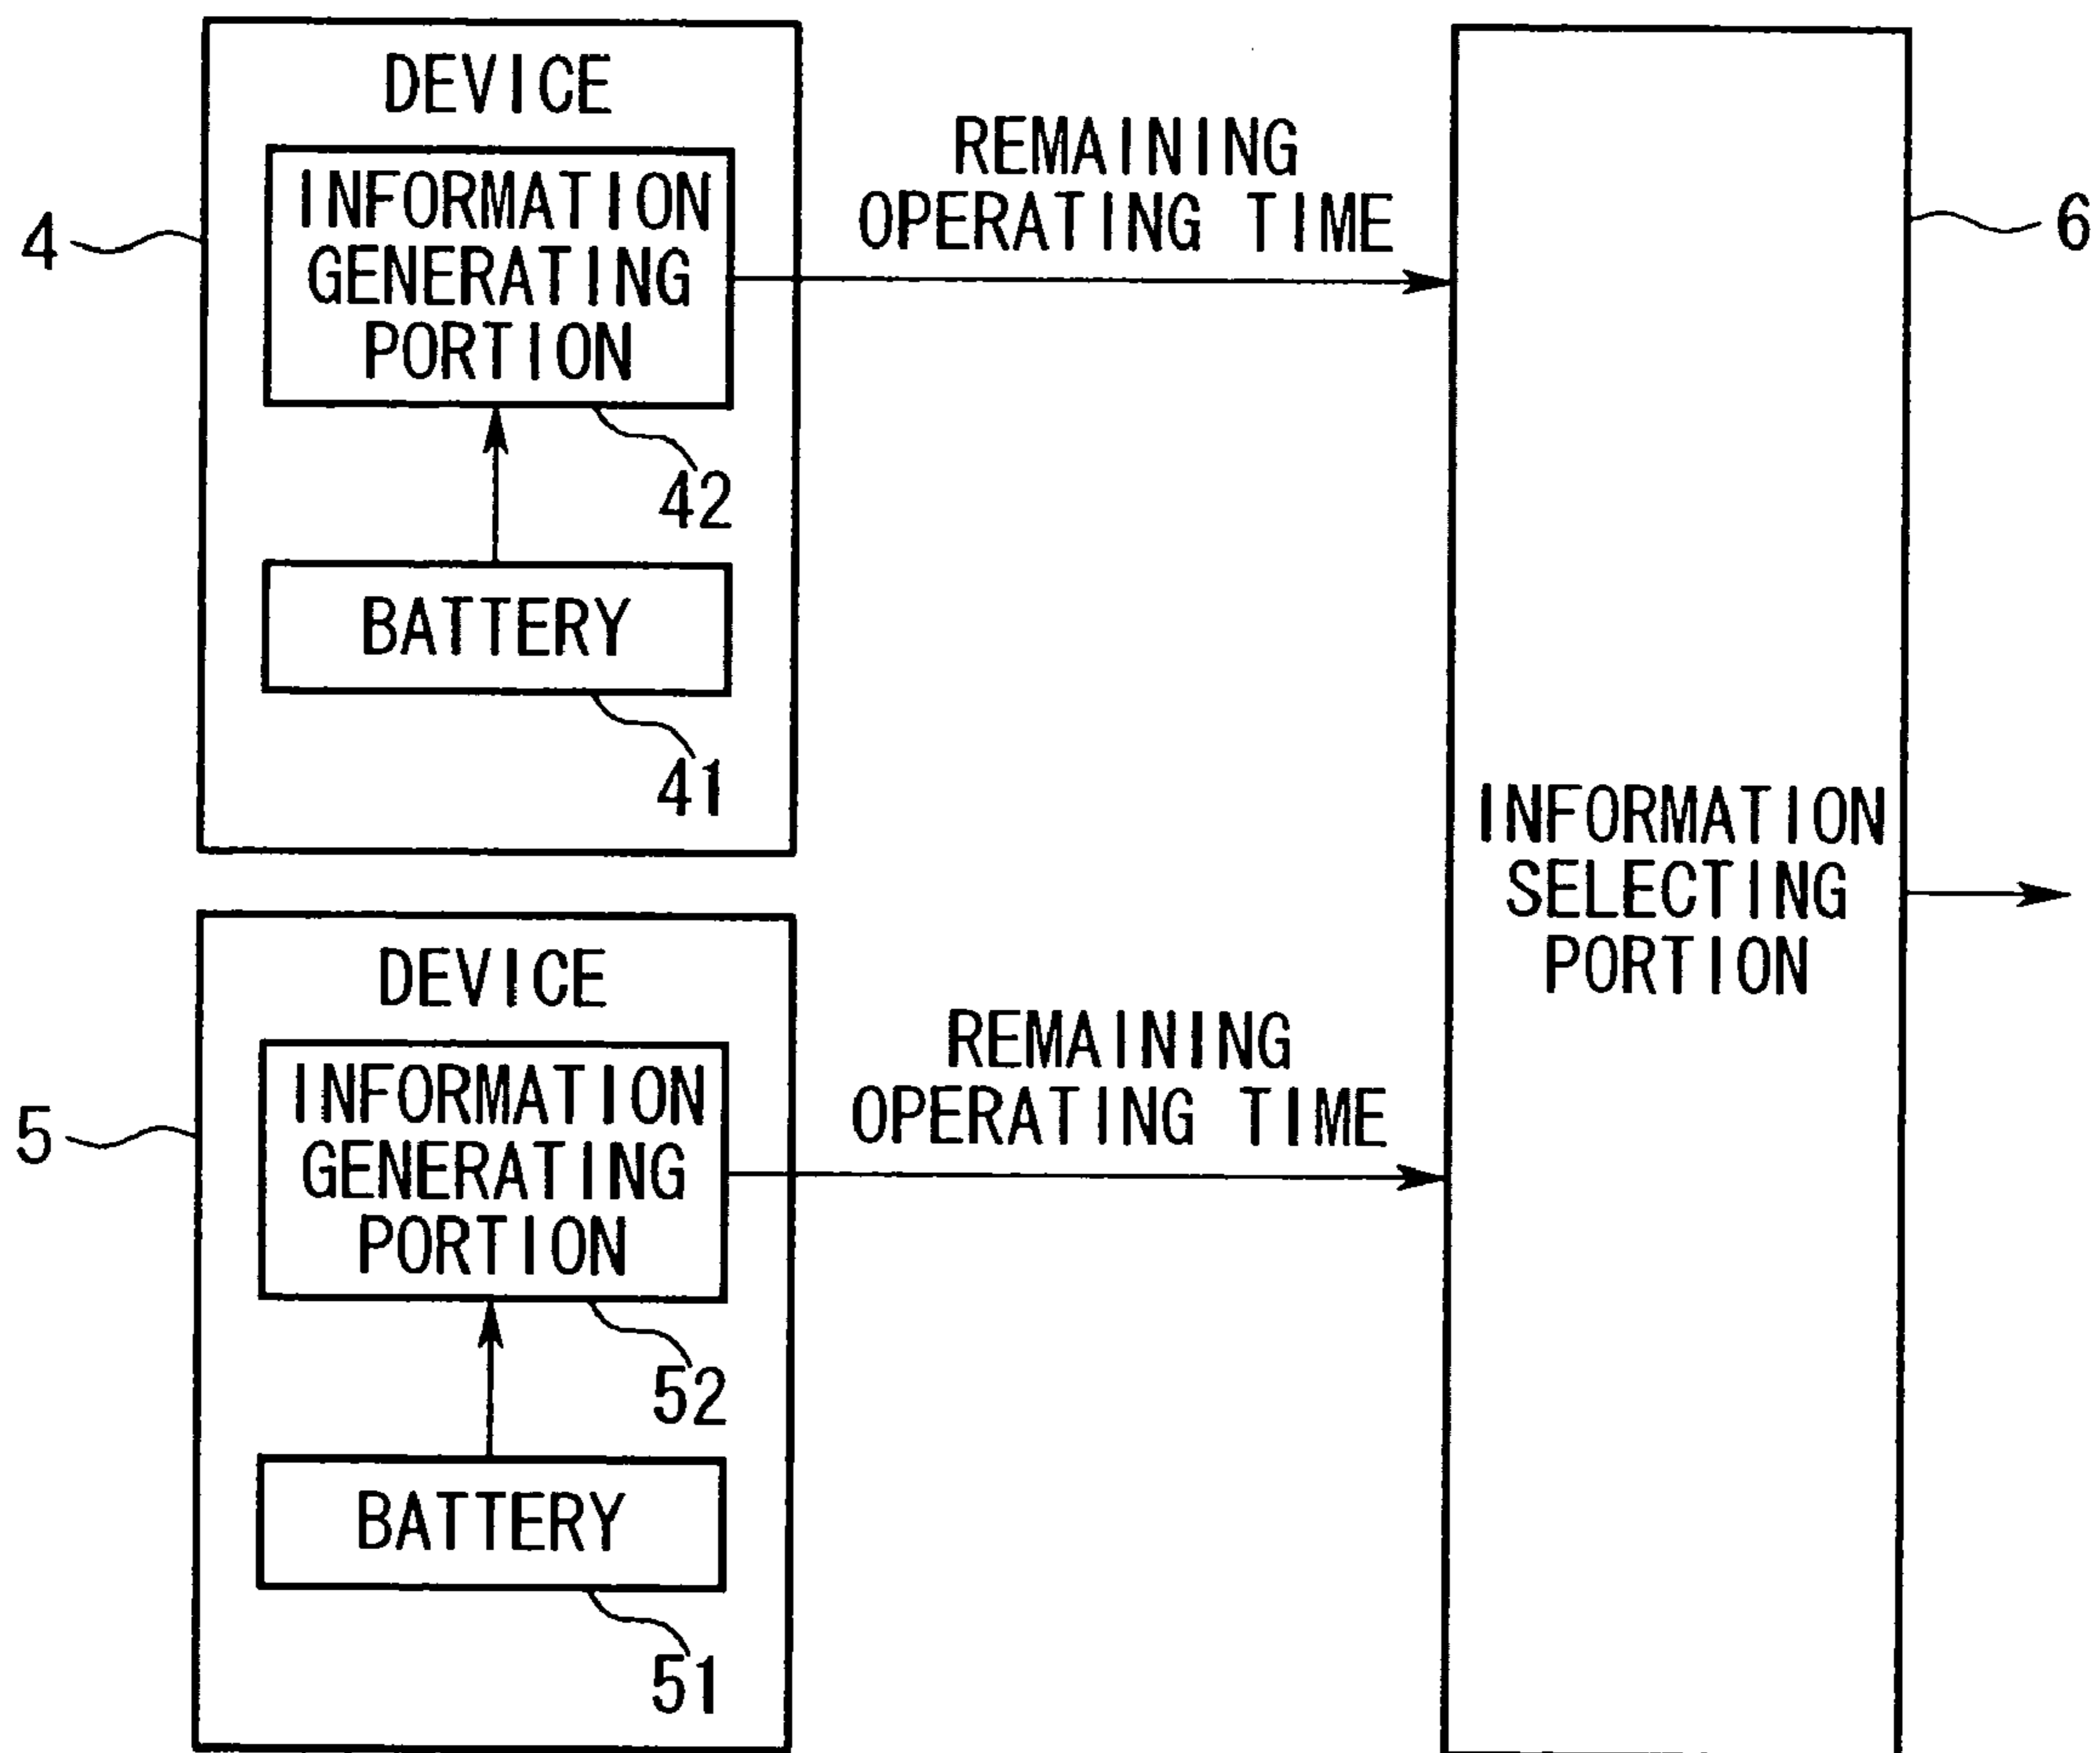 DEVICE
INFORMATION
GENERATING
PORTION
4
42
BATTERY
41
REMAINING
OPERATING TIME
6
DEVICE
INFORMATION
GENERATING
PORTION
5
52
BATTERY
51
REMAINING
OPERATING TIME
INFORMATION
SELECTING
PORTION